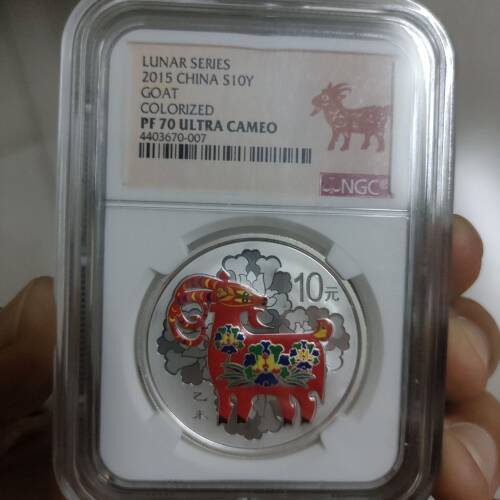 LUNAR SERIES
2015 CHINA S10Y
GOAT
COLORIZED
PF 70 ULTRA CAMEO
4403670-007
NGC
10元
乙未